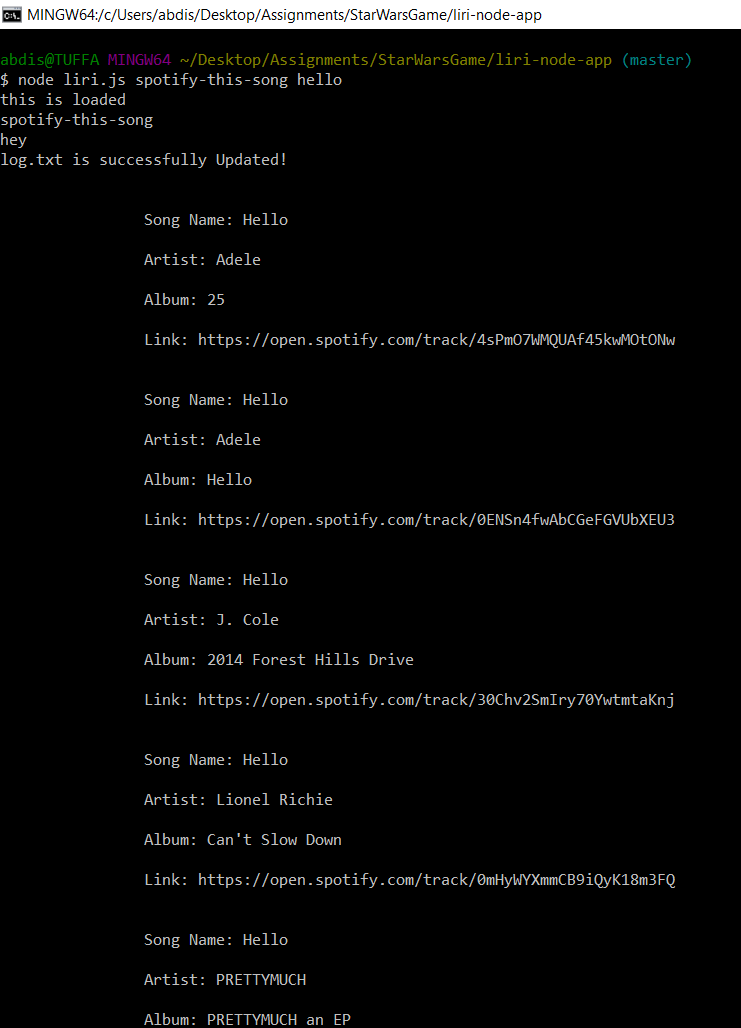 MINGW64:/c/Users/abdis/Desktop/Assignments/StarWarsGame/liri-node-app
abdis@TUFFA MINGW64 ~/Desktop/Assignments/StarWarsGame/liri-node-app (master)
$ node liri.js spotify-this-song hello
this is loaded
spotify-this-song
hey
log.txt is successfully Updated!
Song Name: Hello
Artist: Adele
Album: 25
Link: https://open.spotify.com/track/4sPmO7WMQUAf45kwMOtONw
Song Name: Hello
Artist: Adele
Album: Hello
Link: https://open.spotify.com/track/0ENSn4fwAbCGeFGVUbXEU3
Song Name: Hello
Artist: J. Cole
Album: 2014 Forest Hills Drive
Link: https://open.spotify.com/track/30Chv2SmIry70YwtmtaKnj
Song Name: Hello
Artist: Lionel Richie
Album: Can't Slow Down
Link: https://open.spotify.com/track/0mHyWYXmmCB9iQyK18m3FQ
Song Name: Hello
Artist: PRETTYMUCH
Album: PRETTYMUCH an EP